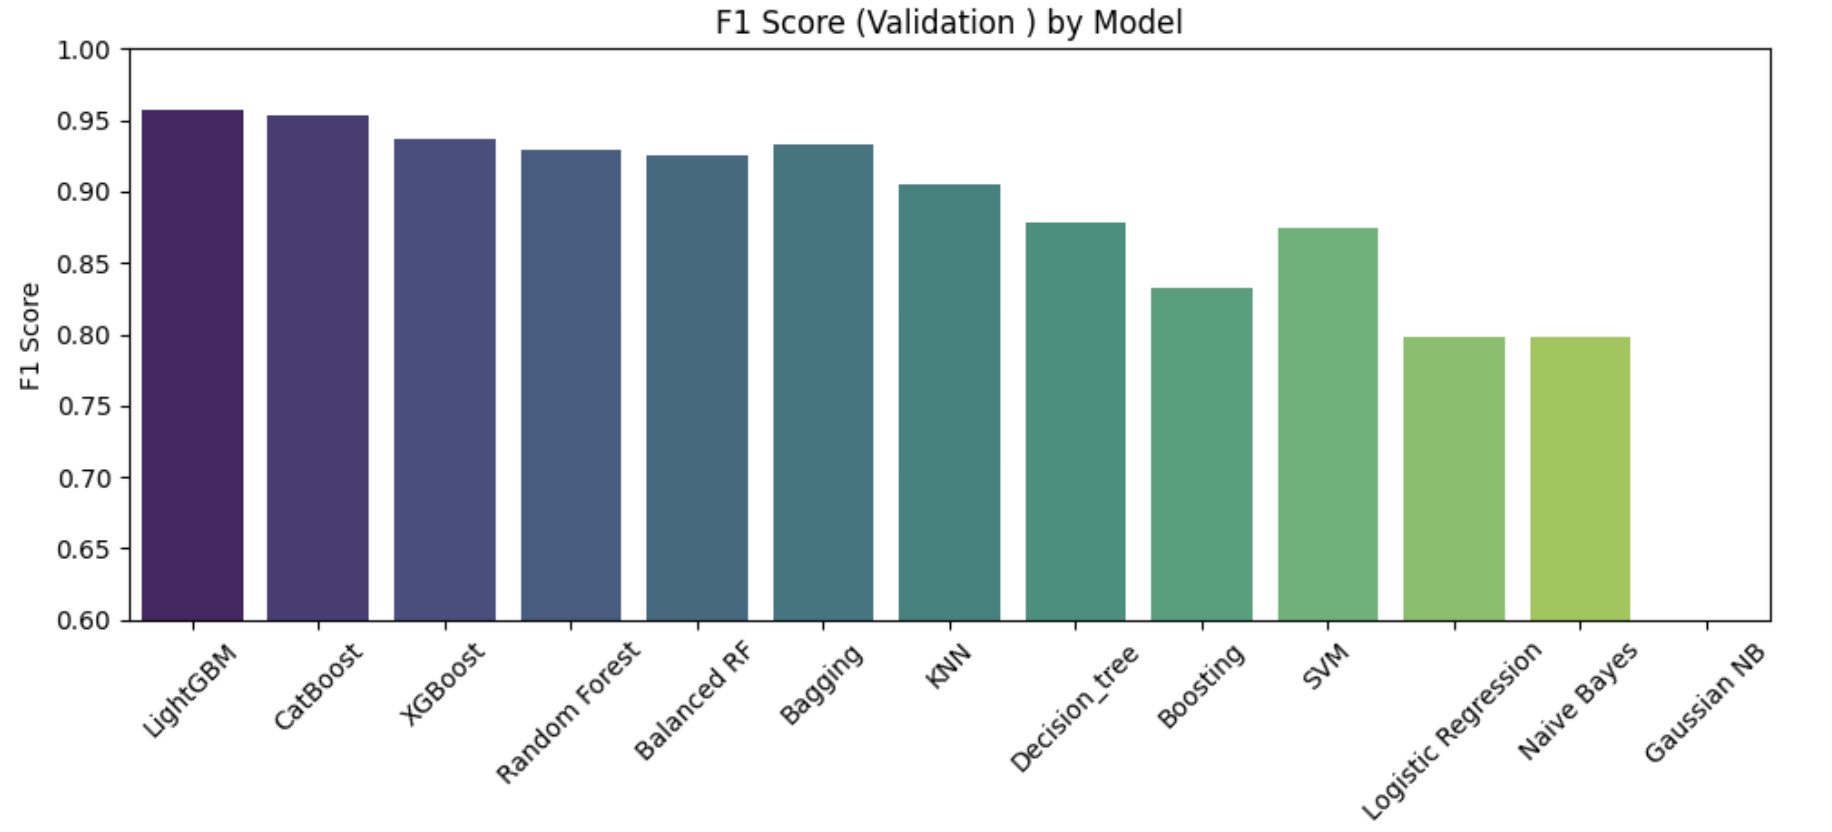 F1 Score (Validation ) by Model
F1 Score
1.00
0.95
0.90
0.85
0.80
0.75
0.70
0.65
0.60
LightGBM
CatBoost
XGBoost
Random Forest
Balanced RF
Bagging
KNN
Decision_tree
Boosting
SVM
Logistic Regression
Naive Bayes
Gaussian NB